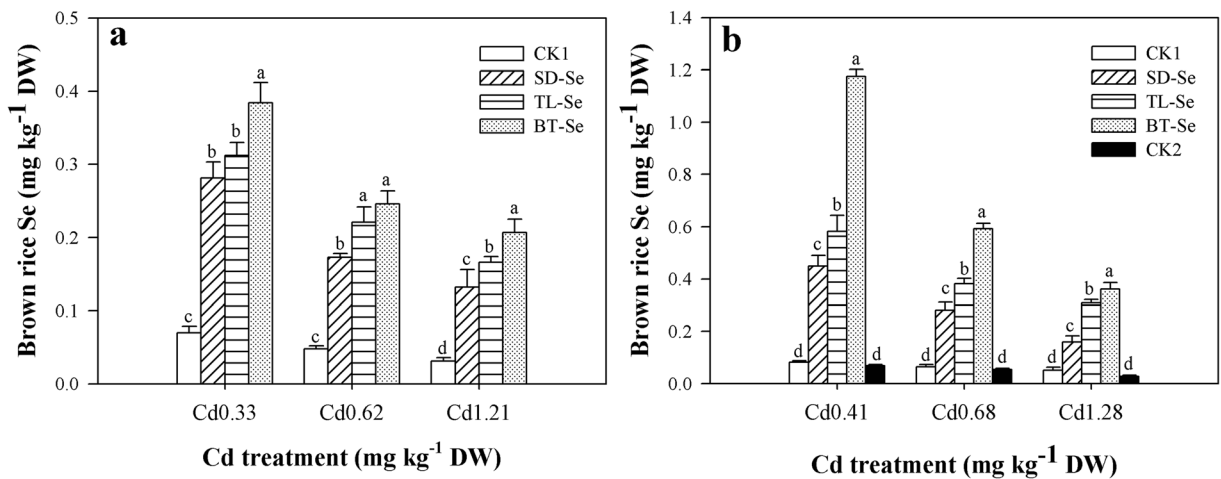 a
0.5
0.4
0.3
0.2
0.1
0.0
Brown rice Se (mg kg-1 DW)
CK1
SD-Se
TL-Se
BT-Se
c
b
b
a
c
b
a
a
d
c
b
a
Cd0.33
Cd0.62
Cd1.21
Cd treatment (mg kg-1 DW)
b
1.4
1.2
1.0
0.8
0.6
0.4
0.2
0.0
Brown rice Se (mg kg-1 DW)
CK1
SD-Se
TL-Se
BT-Se
CK2
d
c
b
a
d
d
c
b
a
d
d
c
b
a
d
Cd0.41
Cd0.68
Cd1.28
Cd treatment (mg kg-1 DW)